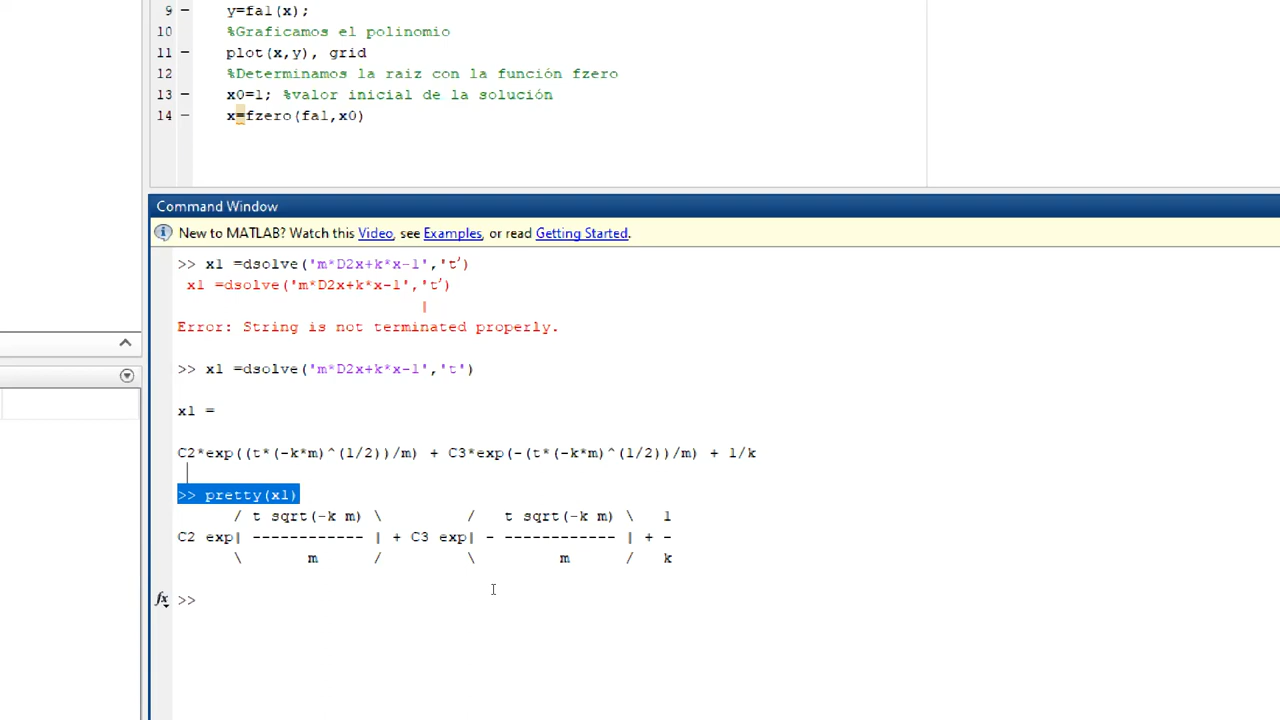 9 — y=fa1(x);
10 %Graficamos el polinomio
11 — plot(x,y), grid
12 %Determinamos la raiz con la función fzero
13 — x0=1; %valor inicial de la solución
14 — x=fzero(fa1,x0)
Command Window
New to MATLAB? Watch this Video, see Examples, or read Getting Started.
>> x1 =dsolve('m*D2x+k*x-1','t´)
x1 =dsolve('m*D2x+k*x-1','t´)
|
Error: String is not terminated properly.
>> x1 =dsolve('m*D2x+k*x-1','t')
x1 =
C2*exp((t*(-k*m)^(1/2))/m) + C3*exp(-(t*(-k*m)^(1/2))/m) + 1/k
>> pretty(x1)
/ t sqrt(-k m) \ / t sqrt(-k m) \ 1
C2 exp| ------------ | + C3 exp| - ------------ | + -
\ m / \ m / k
fx >>